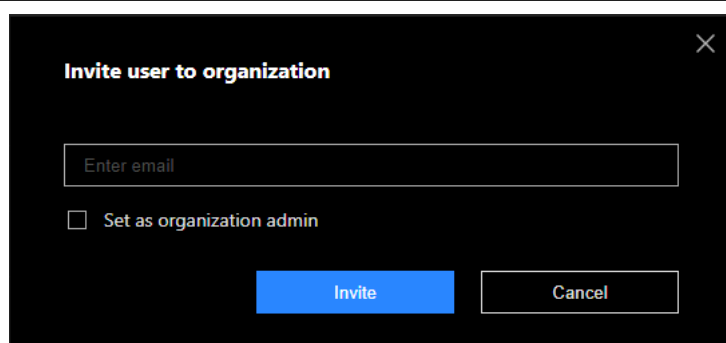 Invite user to organization
Enter email
Set as organization admin
Invite Cancel